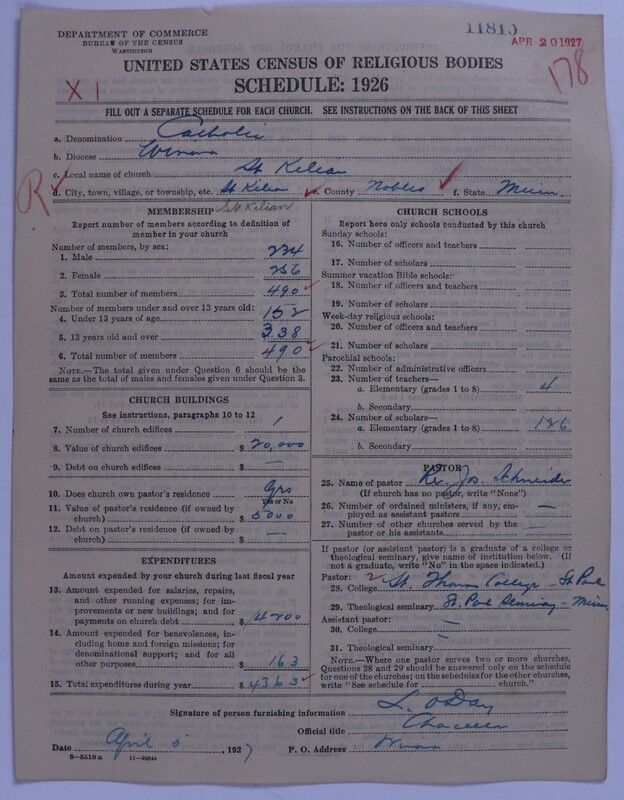 DEPARTMENT OF COMMERCE
BUREAU OF THE CENSUS
WASHINGTON
11810
APR 20 1927
178
X 1
UNITED STATES CENSUS OF RELIGIOUS BODIES
SCHEDULE: 1926
FILL OUT A SEPARATE SCHEDULE FOR EACH CHURCH. SEE INSTRUCTIONS ON THE BACK OF THIS SHEET
a. Denomination Catholic
b. Diocese Winona
c. Local name of church St Kilian
R
d. City, town, village, or township, etc. St Kilian e. County Nobles f. State Minn.
St. Kilian
MEMBERSHIP
Report number of members according to definition of member in your church
Number of members, by sex:
1. Male 234
2. Female 256
3. Total number of members 490
Number of members under and over 13 years old:
4. Under 13 years of age 152
5. 13 years old and over 338
6. Total number of members 490
NOTE.—The total given under Question 6 should be the same as the total of males and females given under Question 3.
CHURCH BUILDINGS
See instructions, paragraphs 10 to 12
7. Number of church edifices 1
8. Value of church edifices $ 20,000
9. Debt on church edifices $ —
10. Does church own pastor's residence Yes
Yes or No
11. Value of pastor's residence (if owned by church) $ 5000
12. Debt on pastor's residence (if owned by church) $ —
EXPENDITURES
Amount expended by your church during last fiscal year
13. Amount expended for salaries, repairs, and other running expenses; for improvements or new buildings; and for payments on church debt $ 4200
14. Amount expended for benevolences, including home and foreign missions; for denominational support; and for all other purposes $ 163
15. Total expenditures during year $ 4363
CHURCH SCHOOLS
Report here only schools conducted by this church
Sunday schools:
16. Number of officers and teachers
17. Number of scholars
Summer vacation Bible schools:
18. Number of officers and teachers
19. Number of scholars
Week-day religious schools:
20. Number of officers and teachers
21. Number of scholars
Parochial schools:
22. Number of administrative officers
23. Number of teachers—
a. Elementary (grades 1 to 8) 4
b. Secondary
24. Number of scholars—
a. Elementary (grades 1 to 8) 126
b. Secondary
PASTOR
25. Name of pastor Rev. Jos. Schneider
(If church has no pastor, write "None")
26. Number of ordained ministers, if any, employed as assistant pastors —
27. Number of other churches served by the pastor or his assistants —
If pastor (or assistant pastor) is a graduate of a college or theological seminary, give name of institution below. (If not a graduate, write "No" in the space indicated.)
Pastor:
28. College St. Thomas College - St Paul
29. Theological seminary St. Paul Seminary - Minn.
Assistant pastor:
30. College —
31. Theological seminary —
NOTE.—Where one pastor serves two or more churches, Questions 28 and 29 should be answered only on the schedule for one of the churches; on the schedules for the other churches, write "See schedule for church."
Signature of person furnishing information L. O'Day
Official title Chancellor
Date April 5, 1927 P. O. Address Winona
8—5518a 11—9254a